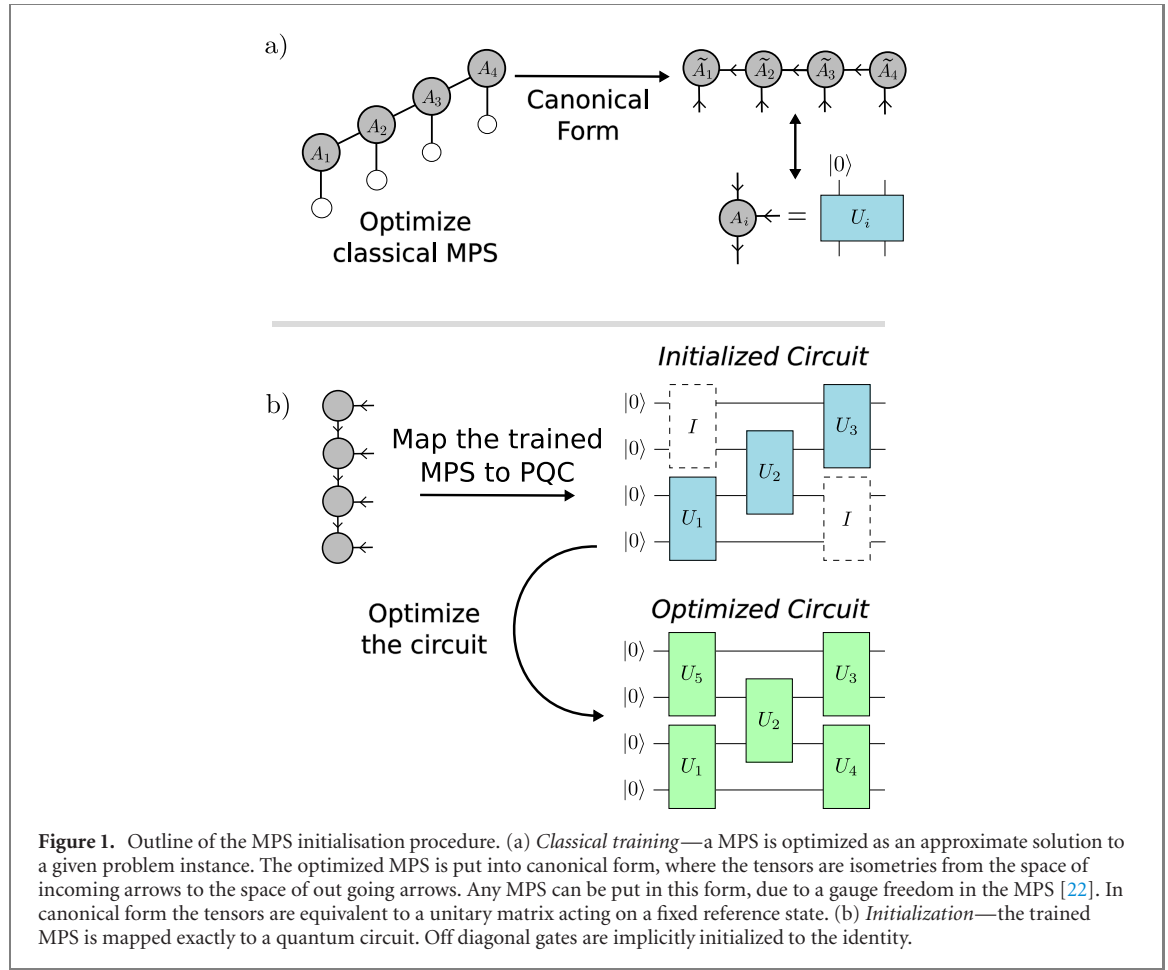 a)
A₄
A₃
A₂
A₁
Optimize
classical MPS
Canonical
Form
Ã₁ Ã₂ Ã₃ Ã₄
|0⟩
A_i = U_i
b)
Map the trained
MPS to PQC
Initialized Circuit
|0⟩ I U₃
|0⟩ U₂
|0⟩ U₁ I
|0⟩
Optimize
the circuit
Optimized Circuit
|0⟩ U₅ U₃
|0⟩ U₂
|0⟩ U₁ U₄
|0⟩
Figure 1. Outline of the MPS initialisation procedure. (a) Classical training—a MPS is optimized as an approximate solution to
a given problem instance. The optimized MPS is put into canonical form, where the tensors are isometries from the space of
incoming arrows to the space of out going arrows. Any MPS can be put in this form, due to a gauge freedom in the MPS [22]. In
canonical form the tensors are equivalent to a unitary matrix acting on a fixed reference state. (b) Initialization—the trained
MPS is mapped exactly to a quantum circuit. Off diagonal gates are implicitly initialized to the identity.